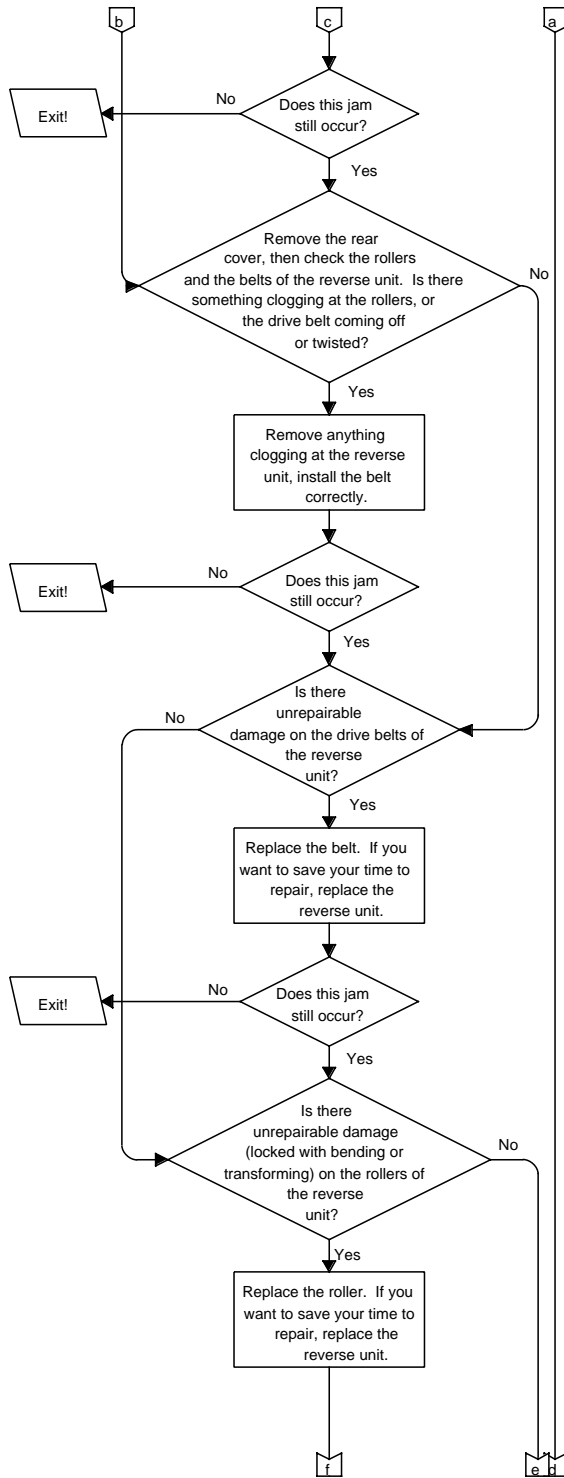 b
c
a
No
Does this jam
still occur?
Exit!
Yes
Remove the rear
cover, then check the rollers
and the belts of the reverse unit. Is there
something clogging at the rollers, or
the drive belt coming off
or twisted?
No
Yes
Remove anything
clogging at the reverse
unit, install the belt
correctly.
No
Does this jam
still occur?
Exit!
Yes
Is there
unrepairable
damage on the drive belts of
the reverse
unit?
No
Yes
Replace the belt. If you
want to save your time to
repair, replace the
reverse unit.
No
Does this jam
still occur?
Exit!
Yes
Is there
unrepairable damage
(locked with bending or
transforming) on the rollers of
the reverse
unit?
No
Yes
Replace the roller. If you
want to save your time to
repair, replace the
reverse unit.
f
e
d